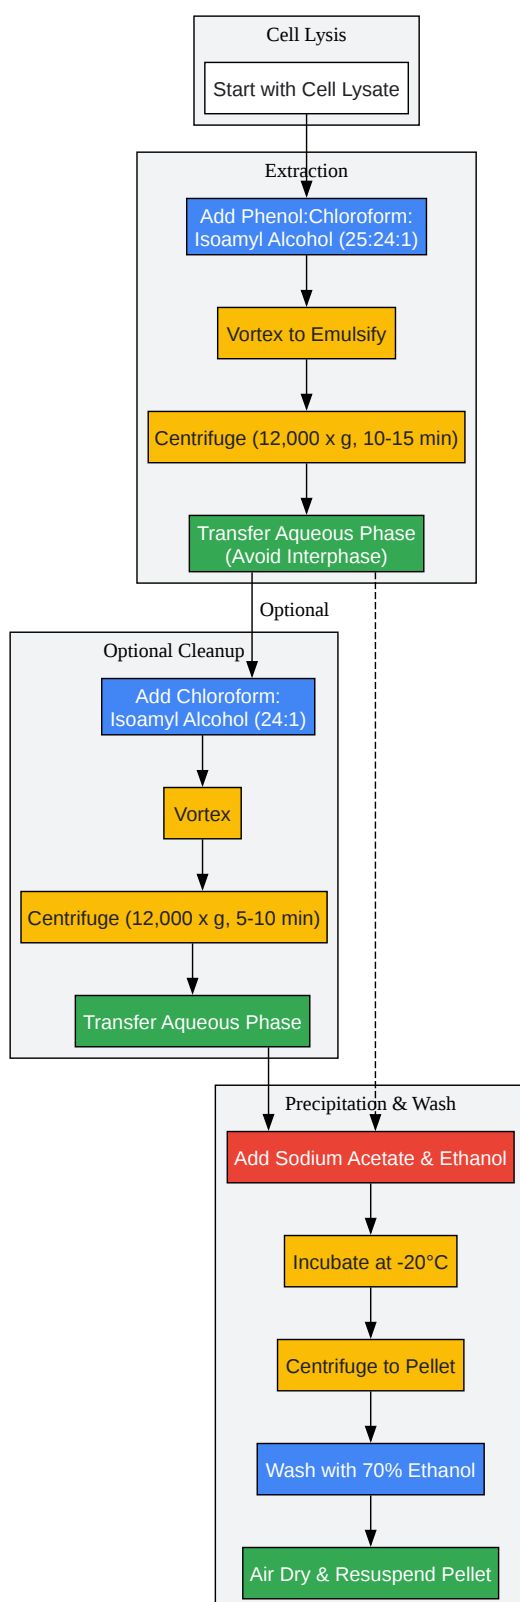 Cell Lysis
Start with Cell Lysate
Extraction
Add Phenol:Chloroform:
Isoamyl Alcohol (25:24:1)
Vortex to Emulsify
Centrifuge (12,000 x g, 10-15 min)
Transfer Aqueous Phase
(Avoid Interphase)
Optional
Optional Cleanup
Add Chloroform:
Isoamyl Alcohol (24:1)
Vortex
Centrifuge (12,000 x g, 5-10 min)
Transfer Aqueous Phase
Precipitation & Wash
Add Sodium Acetate & Ethanol
Incubate at -20°C
Centrifuge to Pellet
Wash with 70% Ethanol
Air Dry & Resuspend Pellet